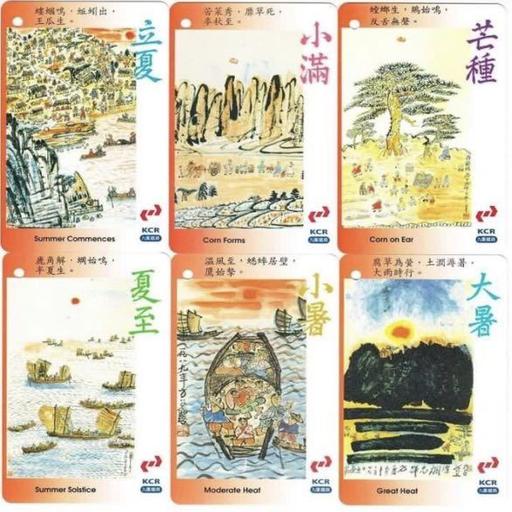 螻蟈鳴，蚯蚓出，
王瓜生。
立夏
Summer Commences
KCR
九廣鐵路
苦菜秀，靡草死，
麥秋至。
小滿
Corn Forms
KCR
九廣鐵路
螳螂生，鵙始鳴，
反舌無聲。
芒種
Corn on Ear
KCR
九廣鐵路
鹿角解，蜩始鳴，
半夏生。
夏至
Summer Solstice
KCR
九廣鐵路
溫風至，蟋蟀居壁，
鷹始摯。
小暑
一九八九年
Moderate Heat
KCR
九廣鐵路
腐草為螢，土潤溽暑，
大雨時行。
大暑
Great Heat
KCR
九廣鐵路